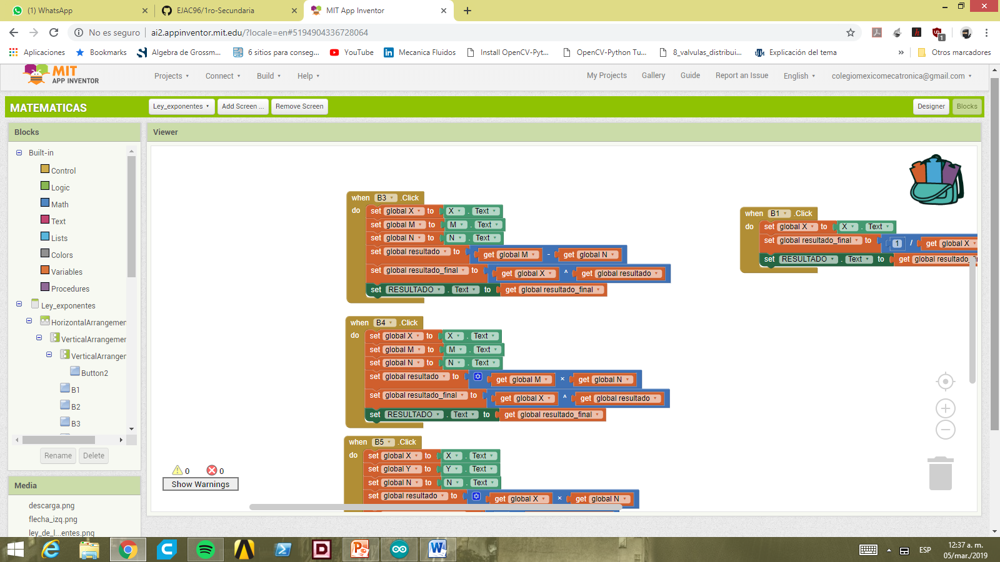 (1) WhatsApp
EJAC96/1ro-Secundaria
MIT App Inventor
No es seguro | ai2.appinventor.mit.edu/?locale=en#5194904336728064
1
Aplicaciones
Bookmarks
Algebra de Grossm...
6 sitios para conseg...
YouTube
Mecanica Fluidos
Install OpenCV-Pyt...
OpenCV-Python Tu...
8_valvulas_distribui...
Explicación del tema
»
Otros marcadores
MIT
APP INVENTOR
Projects
Connect
Build
Help
My Projects
Gallery
Guide
Report an Issue
English
colegiomexicomecatronica@gmail.com
MATEMATICAS
Ley_exponentes
Add Screen ...
Remove Screen
Designer
Blocks
Blocks
Built-in
Control
Logic
Math
Text
Lists
Colors
Variables
Procedures
Ley_exponentes
HorizontalArrangemen
VerticalArrangemer
VerticalArranger
Button2
B1
B2
B3
Rename
Delete
Media
descarga.png
flecha_izq.png
ley_de_l...entes.png
Viewer
when B3 .Click
do set global X to X . Text
set global M to M . Text
set global N to N . Text
set global resultado to get global M - get global N
set global resultado_final to get global X ^ get global resultado
set RESULTADO . Text to get global resultado_final
when B4 .Click
do set global X to X . Text
set global M to M . Text
set global N to N . Text
set global resultado to get global M × get global N
set global resultado_final to get global X ^ get global resultado
set RESULTADO . Text to get global resultado_final
when B5 .Click
do set global X to X . Text
set global Y to Y . Text
set global N to N . Text
set global resultado to get global X × get global N
when B1 .Click
do set global X to X . Text
set global resultado_final to 1 / get global X
set RESULTADO . Text to get global resultado_
0
0
Show Warnings
ESP
12:37 a. m.
05/mar./2019